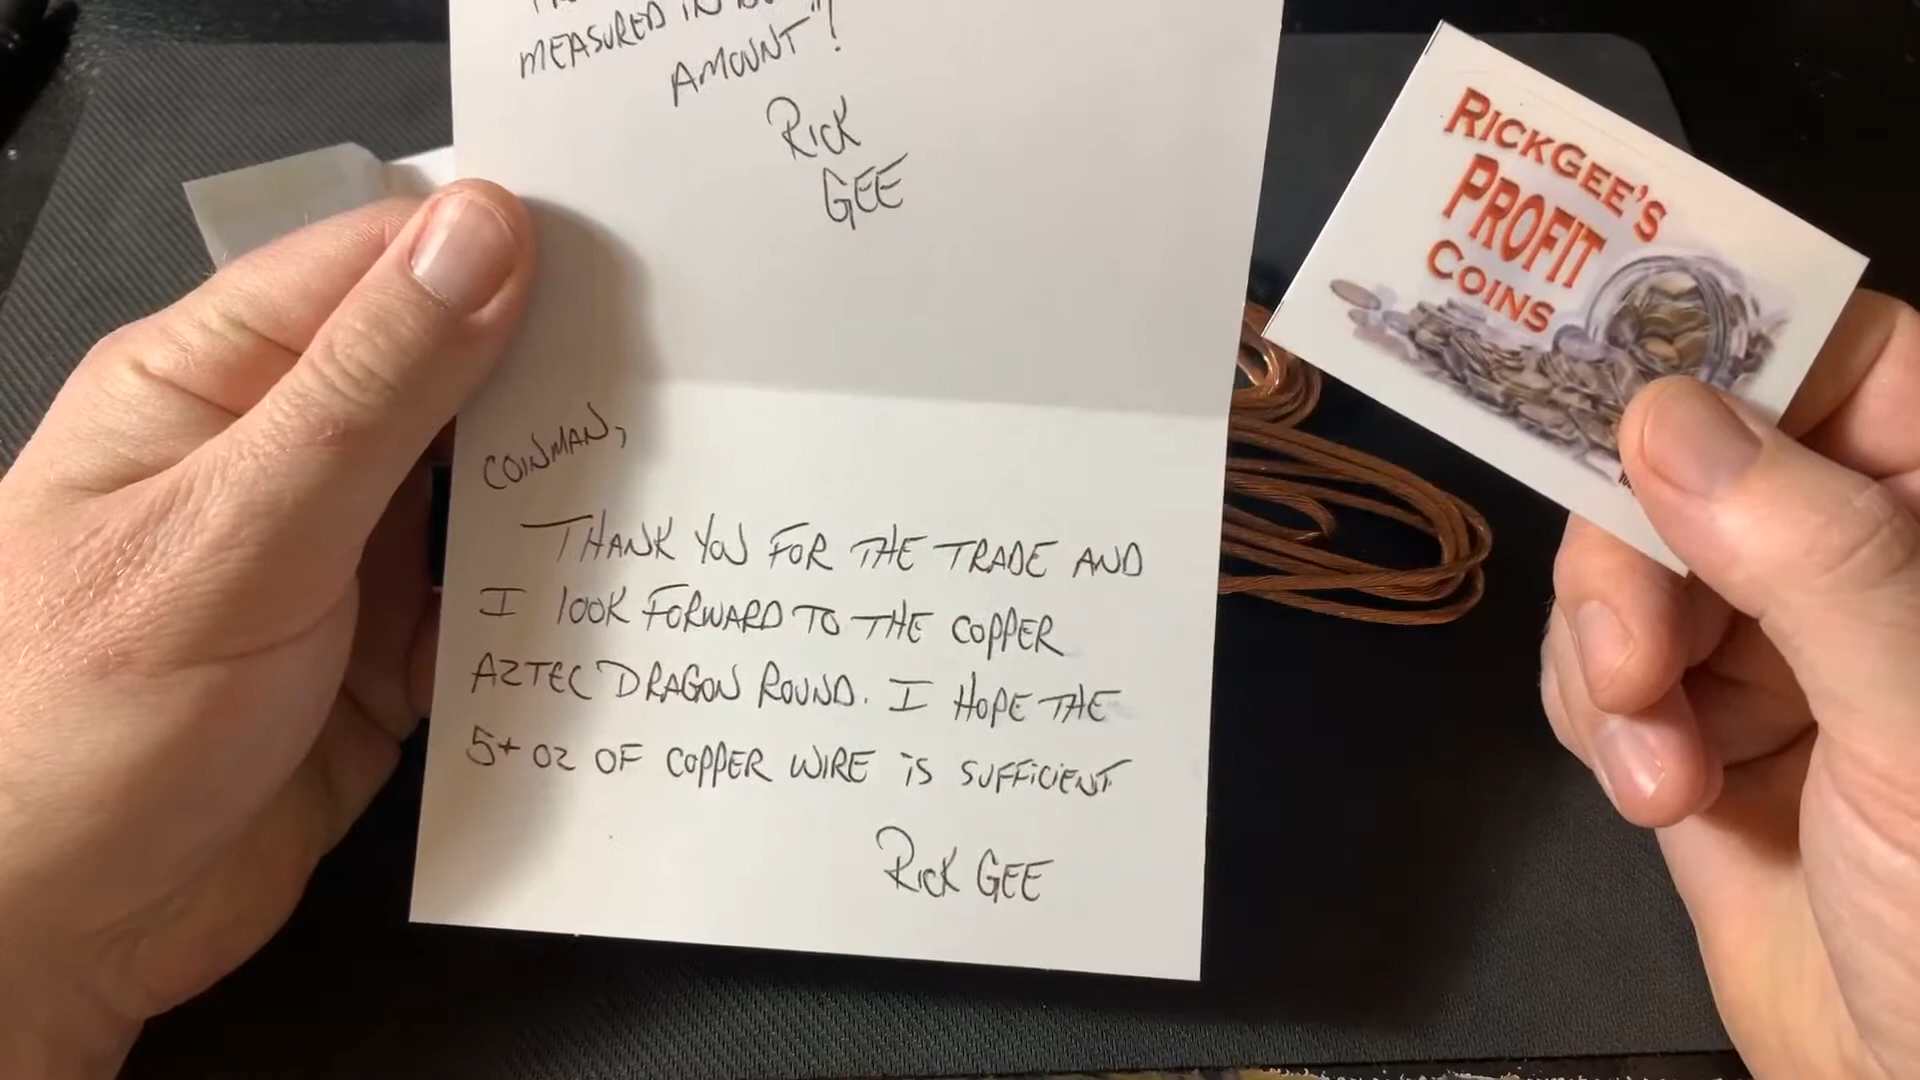 MEASURED IN
AMOUNT"!
RICK
GEE
COINMAN,
THANK YOU FOR THE TRADE AND
I LOOK FORWARD TO THE COPPER
AZTEC DRAGON ROUND. I HOPE THE
5+ OZ OF COPPER WIRE IS SUFFICIENT
RICK GEE
RICKGEE'S
PROFIT
COINS